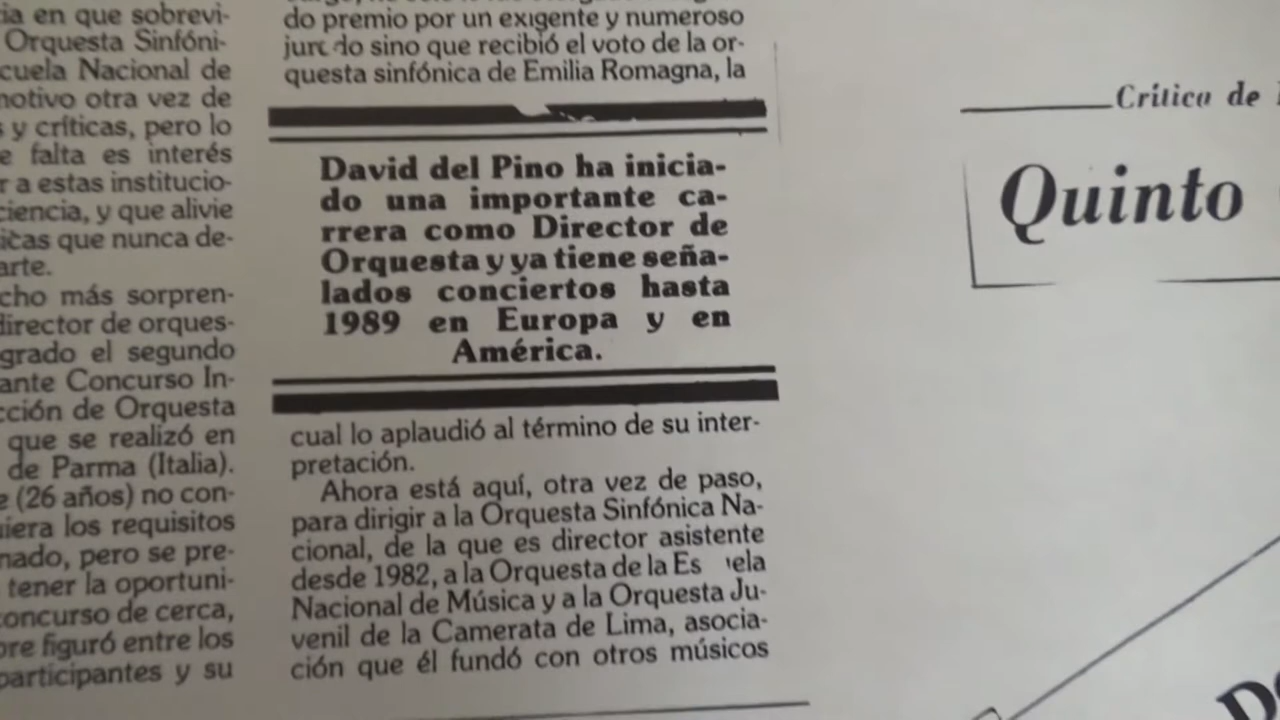 ia en que sobrevi-
Orquesta Sinfóni-
cuela Nacional de
motivo otra vez de
s y críticas, pero lo
e falta es interés
r a estas institucio-
ciencia, y que alivie
icas que nunca de-
arte.
cho más sorpren-
director de orques-
grado el segundo
ante Concurso In-
cción de Orquesta
que se realizó en
de Parma (Italia).
e (26 años) no con-
uiera los requisitos
nado, pero se pre-
tener la oportuni-
concurso de cerca,
bre figuró entre los
participantes y su
do premio por un exigente y numeroso
jurado sino que recibió el voto de la or-
questa sinfónica de Emilia Romagna, la
David del Pino ha inicia-
do una importante ca-
rrera como Director de
Orquesta y ya tiene seña-
lados conciertos hasta
1989 en Europa y en
América.
cual lo aplaudió al término de su inter-
pretación.
Ahora está aquí, otra vez de paso,
para dirigir a la Orquesta Sinfónica Na-
cional, de la que es director asistente
desde 1982, a la Orquesta de la Es uela
Nacional de Música y a la Orquesta Ju-
venil de la Camerata de Lima, asocia-
ción que él fundó con otros músicos
Crítica de
Quinto